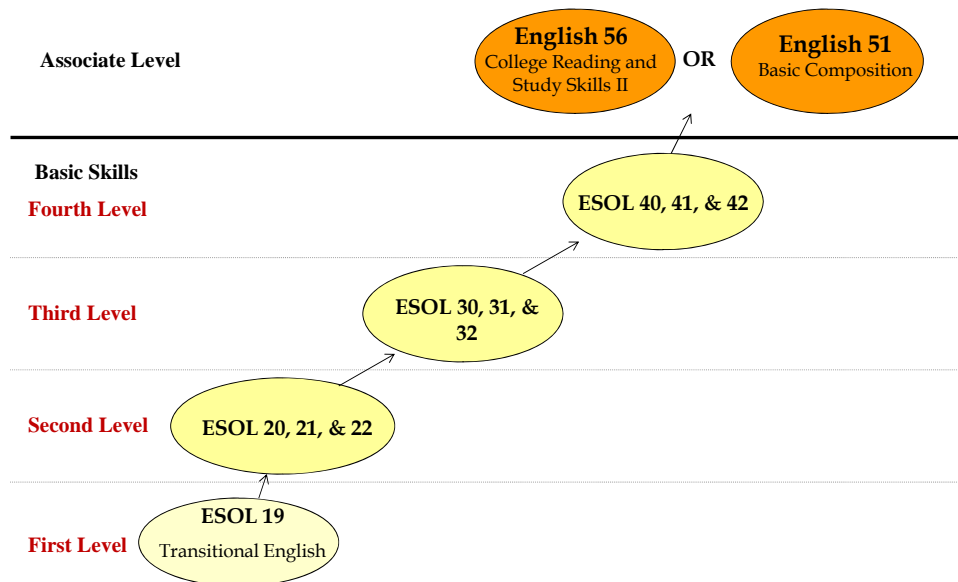 Associate Level
English 56
College Reading and
Study Skills II
OR
English 51
Basic Composition
Basic Skills
Fourth Level
ESOL 40, 41, & 42
Third Level
ESOL 30, 31, &
32
Second Level
ESOL 20, 21, & 22
First Level
ESOL 19
Transitional English